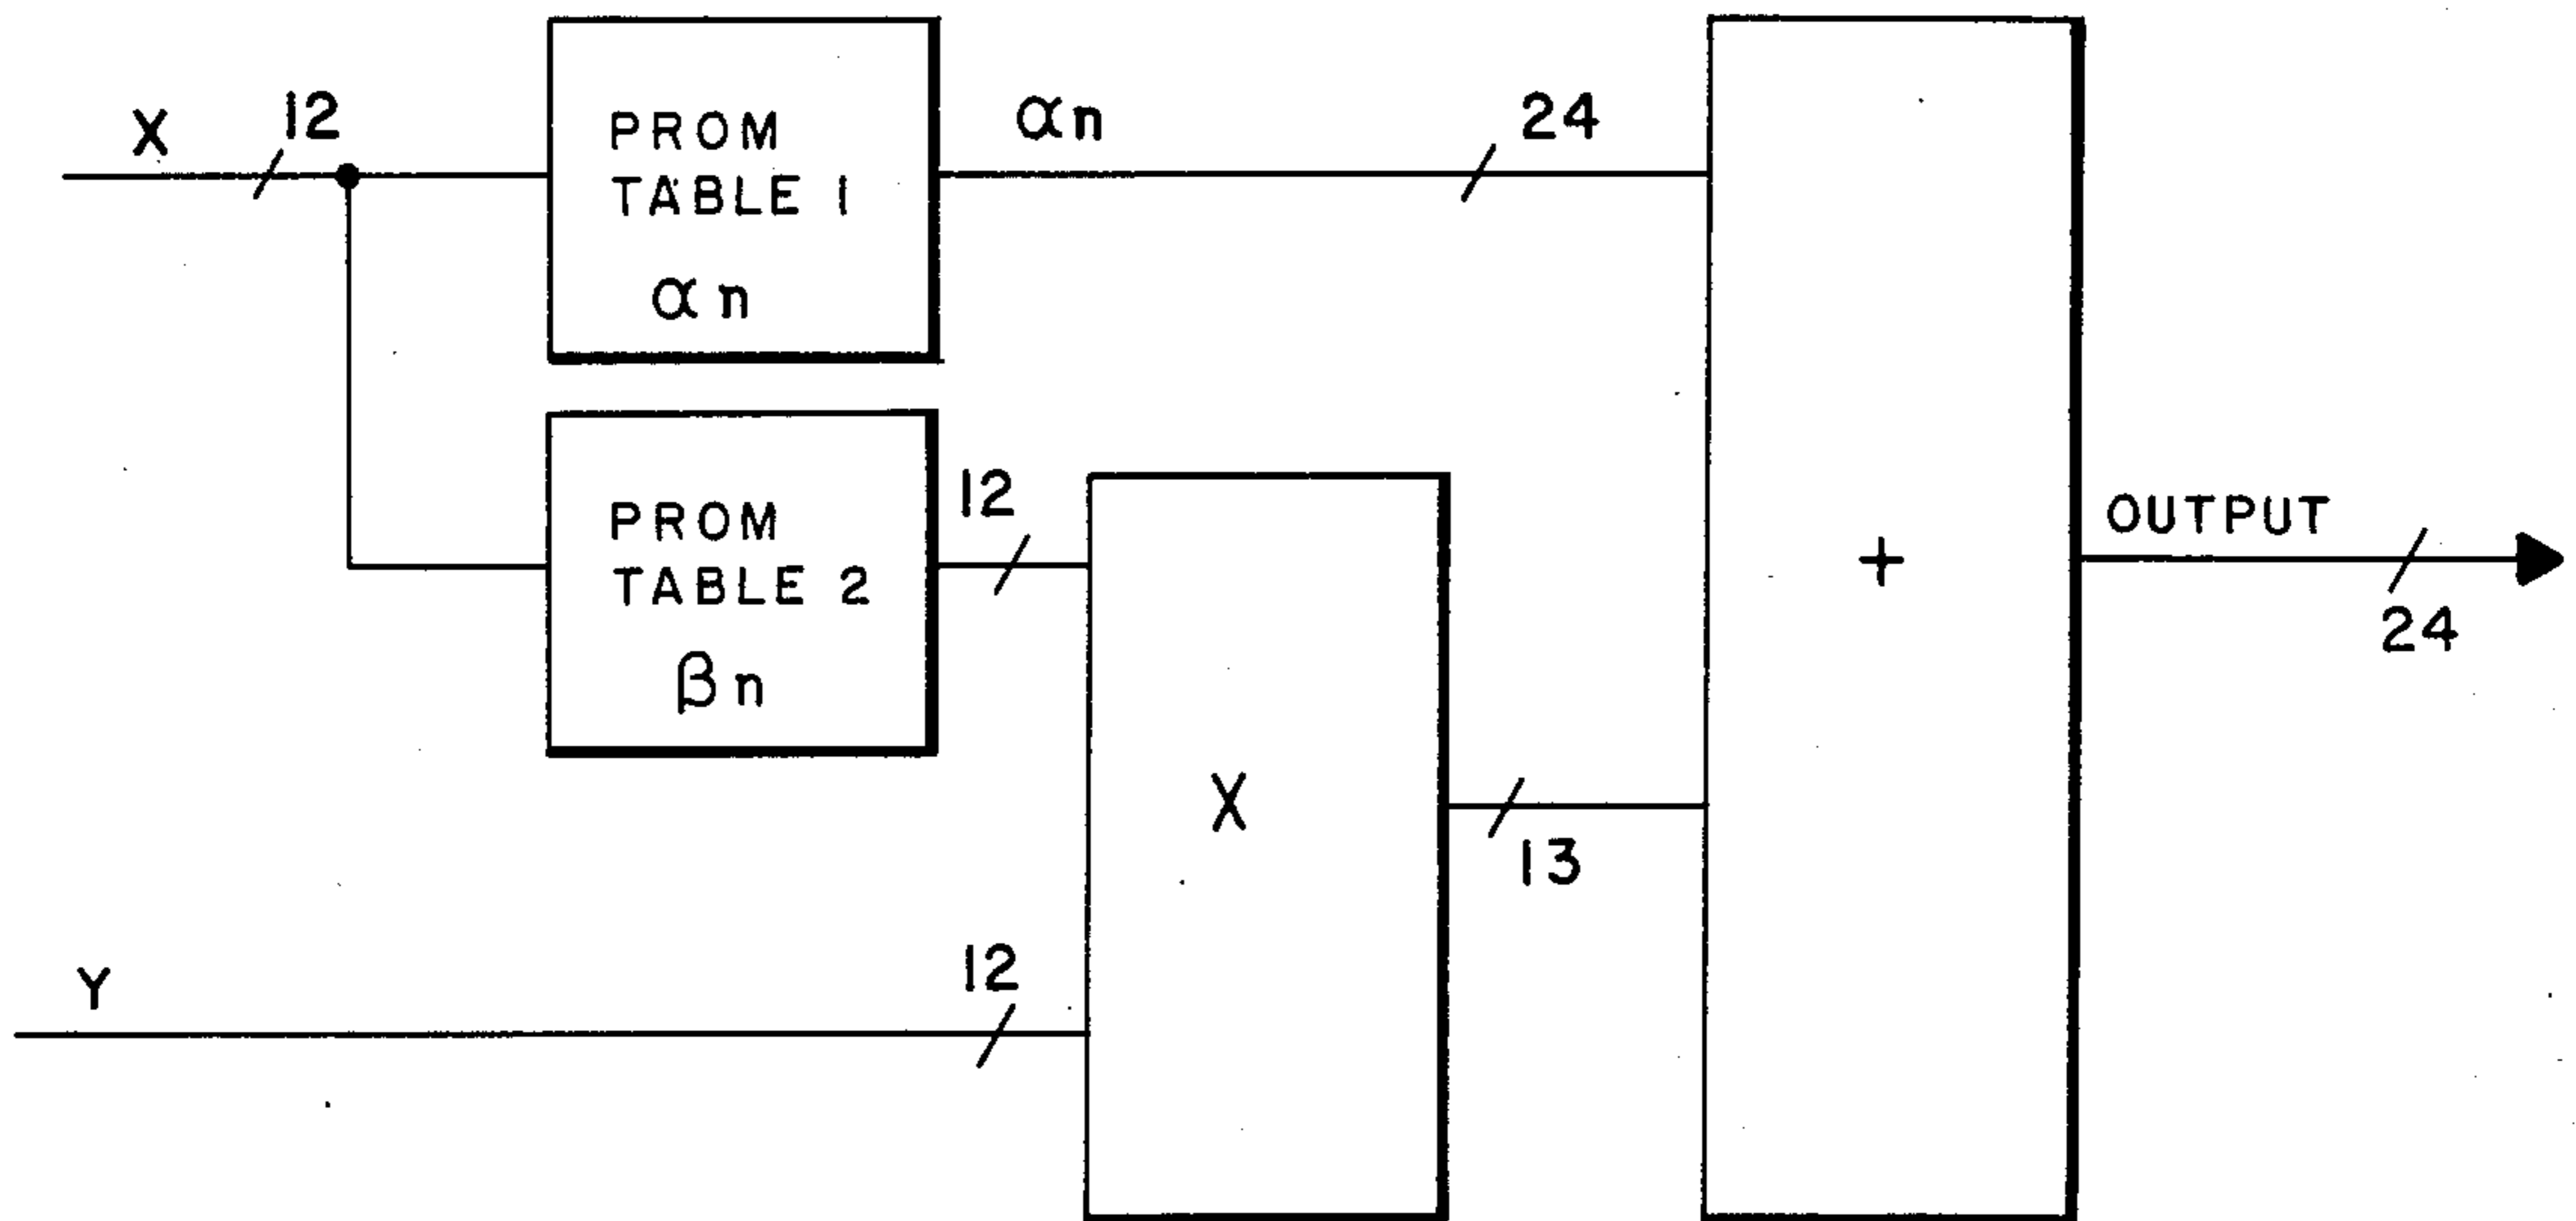 X
12
PROM
TABLE 1
αn
αn
24
PROM
TABLE 2
βn
12
X
+
OUTPUT
24
13
Y
12